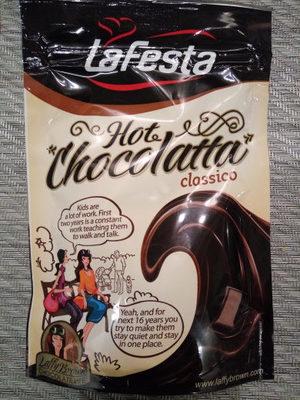 LaFesta
Hot
"Chocolatta"
classico
Kids are
a lot of work. First
two years is a constant
work teaching them
to walk and talk.
Yeah, and for
next 16 years you
try to make them
stay quiet and stay
in one place.
Laffy Brown
www.laffybrown.com